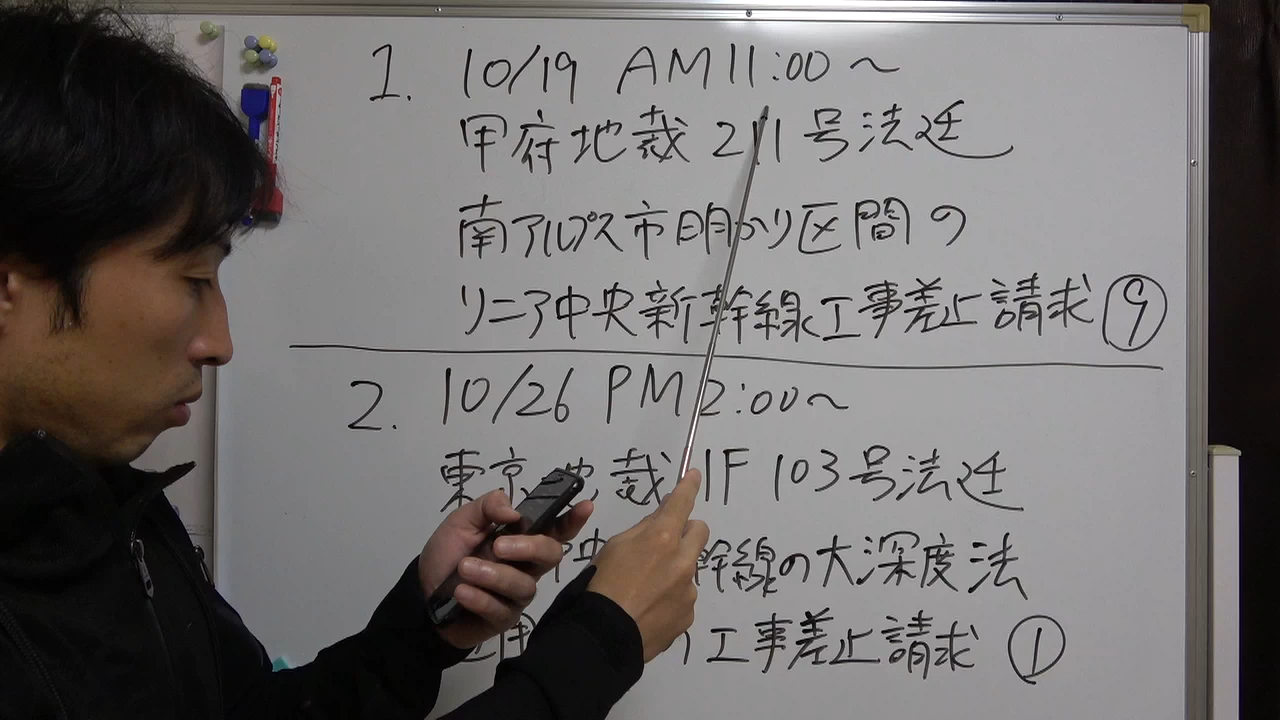 1. 10/19 AM11:00～
甲府地裁 211号法廷
南アルプス市明かり区間の
リニア中央新幹線工事差止請求⑨
2. 10/26 PM2:00～
東京地裁 1F 103号法廷
中央 幹線の大深度法
工事差止請求 ①